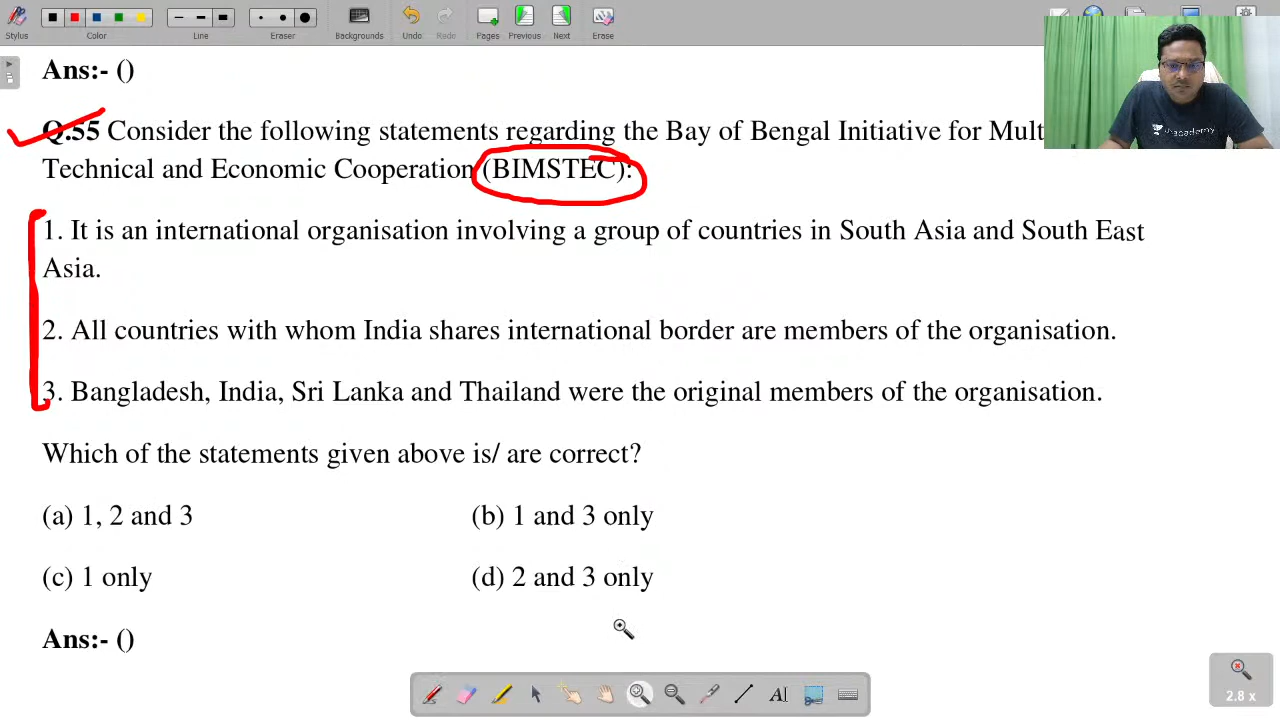 Stylus
Color
Line
Eraser
Backgrounds
Undo
Redo
Pages
Previous
Next
Erase
Ans:- ()
Q.55 Consider the following statements regarding the Bay of Bengal Initiative for Mult
Technical and Economic Cooperation (BIMSTEC):
1. It is an international organisation involving a group of countries in South Asia and South East
Asia.
2. All countries with whom India shares international border are members of the organisation.
3. Bangladesh, India, Sri Lanka and Thailand were the original members of the organisation.
Which of the statements given above is/ are correct?
(a) 1, 2 and 3 (b) 1 and 3 only
(c) 1 only (d) 2 and 3 only
Ans:- ()
2.8 x